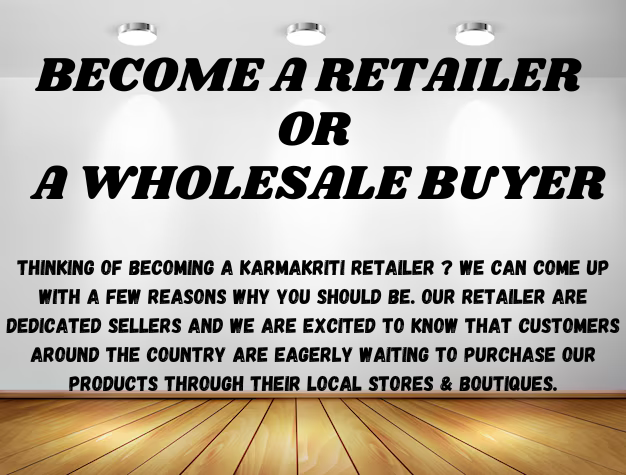 BECOME A RETAILER
OR
A WHOLESALE BUYER
THINKING OF BECOMING A KARMAKRITI RETAILER ? WE CAN COME UP
WITH A FEW REASONS WHY YOU SHOULD BE. OUR RETAILER ARE
DEDICATED SELLERS AND WE ARE EXCITED TO KNOW THAT CUSTOMERS
AROUND THE COUNTRY ARE EAGERLY WAITING TO PURCHASE OUR
PRODUCTS THROUGH THEIR LOCAL STORES & BOUTIQUES.